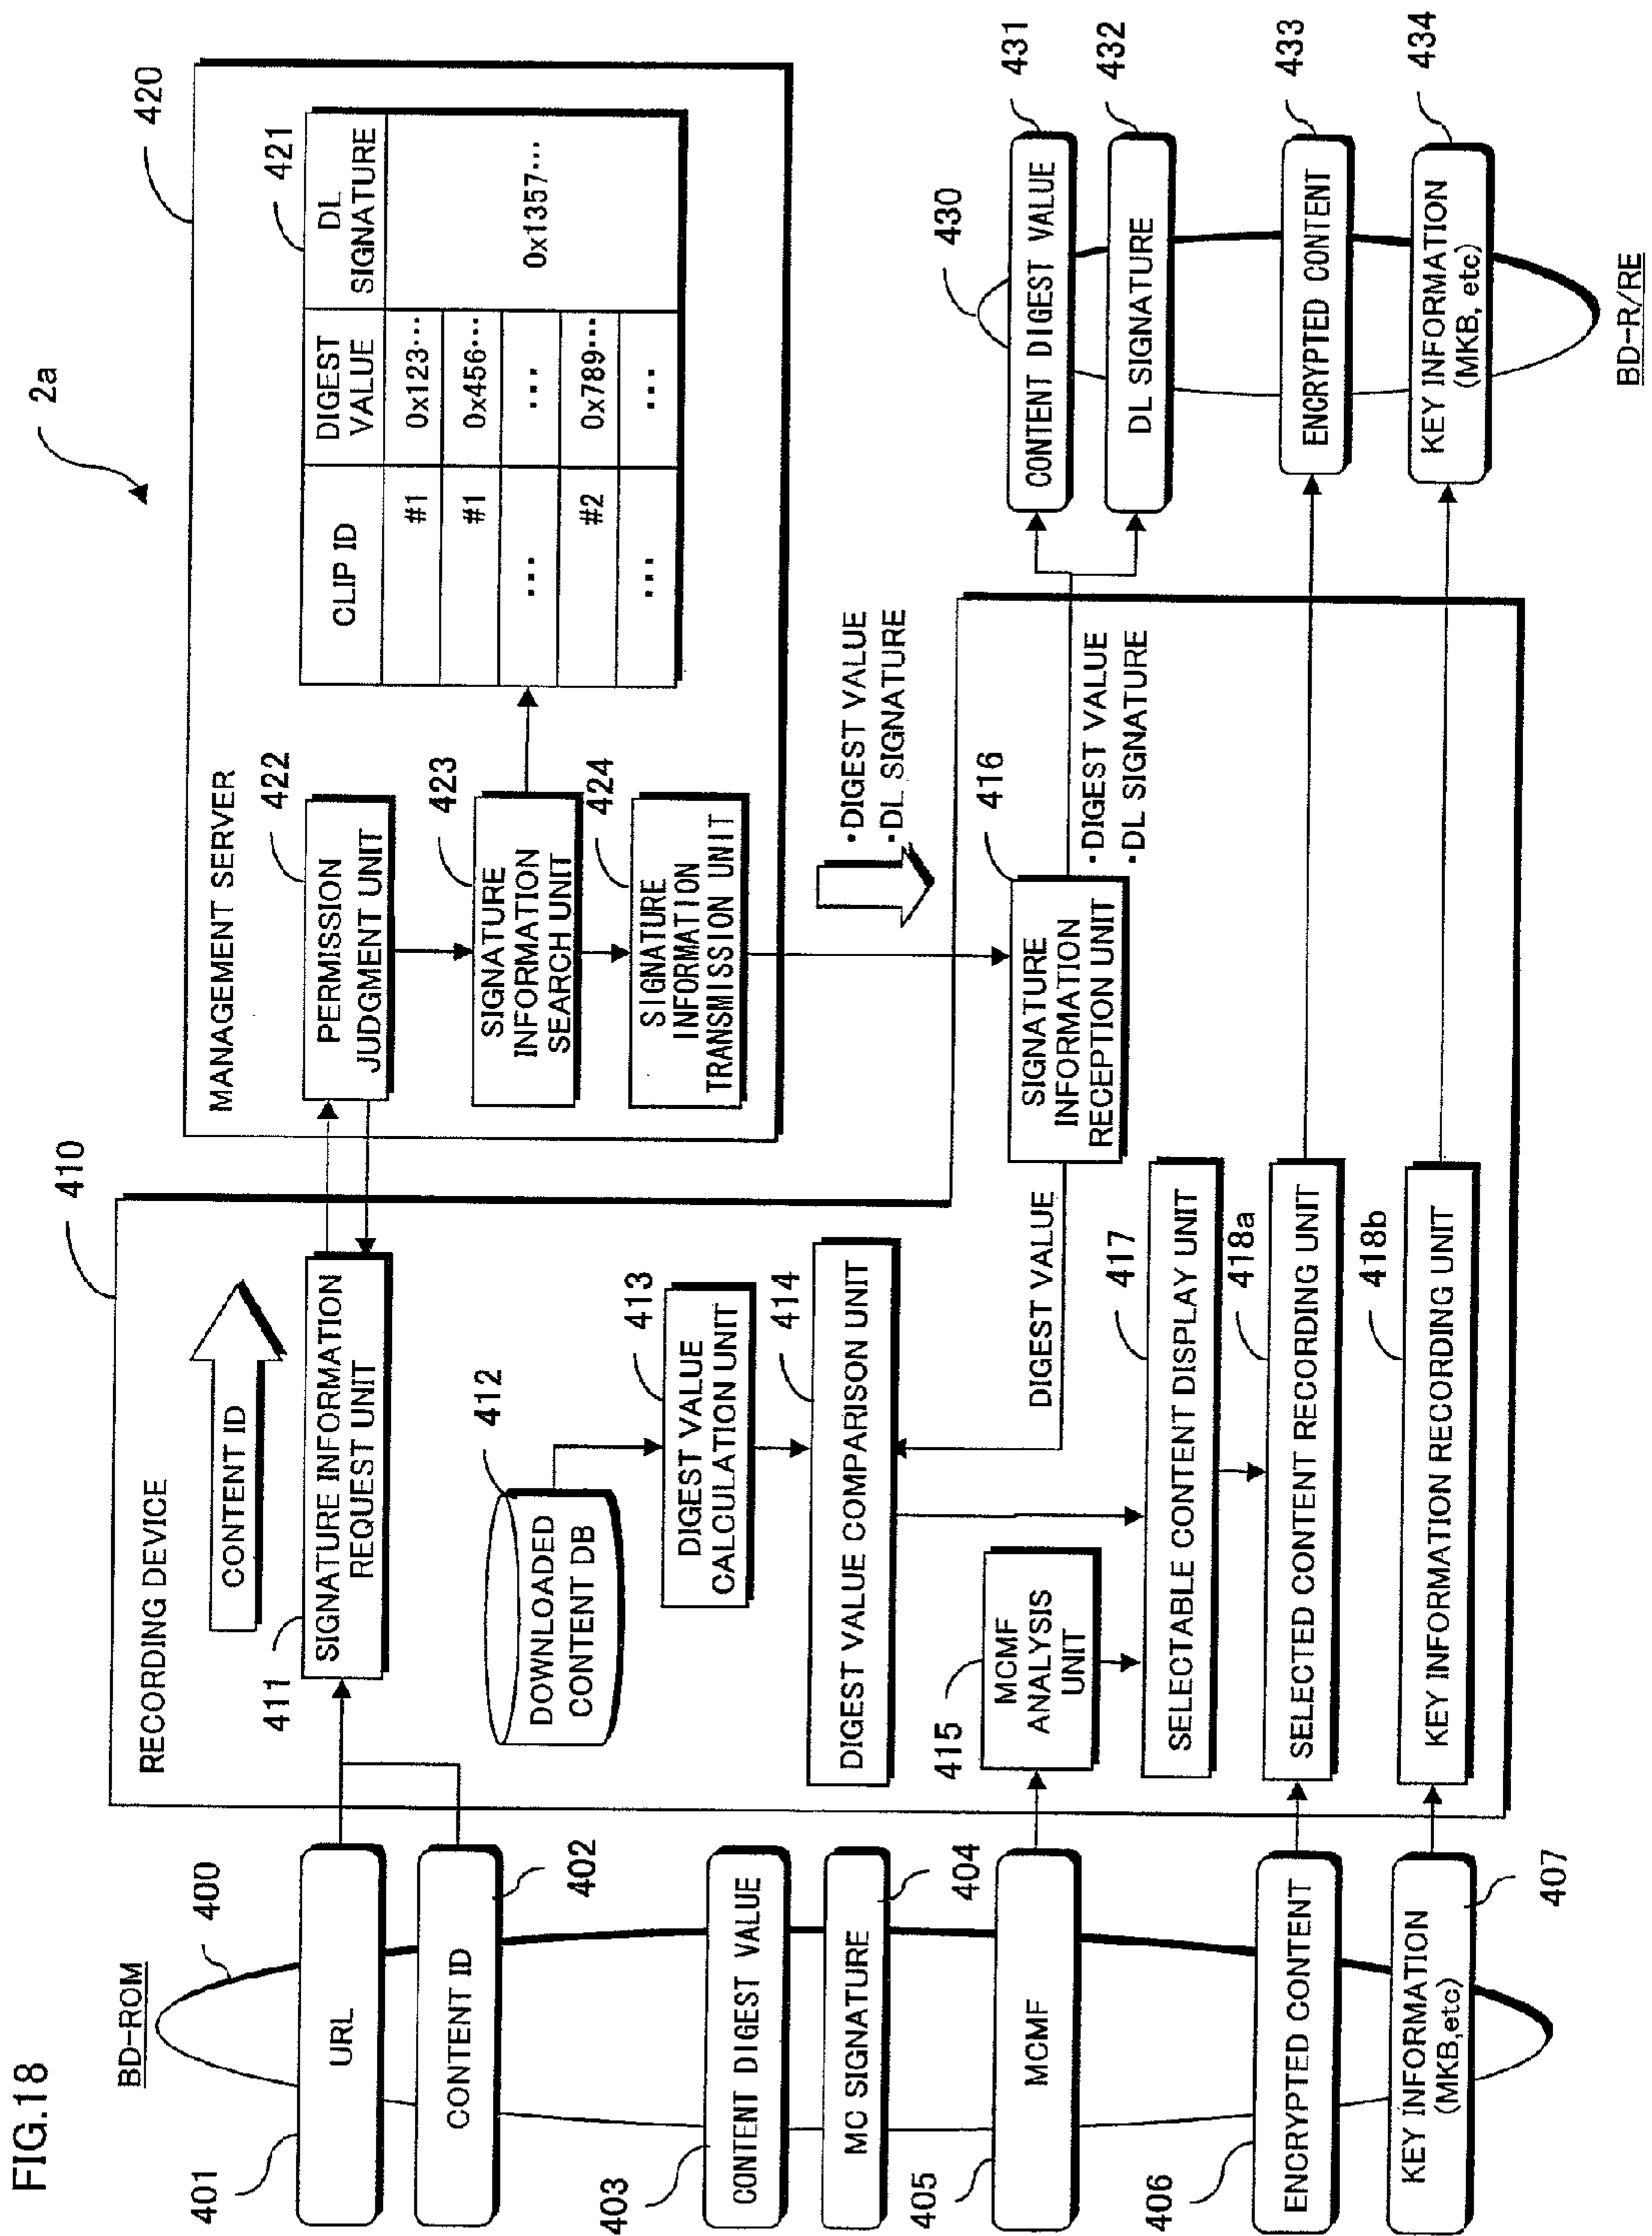 FIG.18
2a
BD-ROM
400
401
URL
CONTENT ID
402
403
CONTENT DIGEST VALUE
MC SIGNATURE
404
405
MCMF
406
ENCRYPTED CONTENT
KEY INFORMATION
(MKB,etc)
407
RECORDING DEVICE
410
CONTENT ID
411
SIGNATURE INFORMATION
REQUEST UNIT
412
DOWNLOADED
CONTENT DB
413
DIGEST VALUE
CALCULATION UNIT
414
DIGEST VALUE COMPARISON UNIT
415
MCMF
ANALYSIS
UNIT
DIGEST VALUE
417
SELECTABLE CONTENT DISPLAY UNIT
418a
SELECTED CONTENT RECORDING UNIT
418b
KEY INFORMATION RECORDING UNIT
416
SIGNATURE
INFORMATION
RECEPTION UNIT
•DIGEST VALUE
•DL SIGNATURE
MANAGEMENT SERVER
420
422
PERMISSION
JUDGMENT UNIT
423
SIGNATURE
INFORMATION
SEARCH UNIT
424
SIGNATURE
INFORMATION
TRANSMISSION UNIT
•DIGEST VALUE
•DL SIGNATURE
421
CLIP ID
DIGEST
VALUE
DL
SIGNATURE
#1
0x123···
#1
0x456···
···
···
#2
0x789···
···
···
0x1357···
430
CONTENT DIGEST VALUE
431
DL SIGNATURE
432
ENCRYPTED CONTENT
433
KEY INFORMATION
(MKB, etc)
434
BD-R/RE